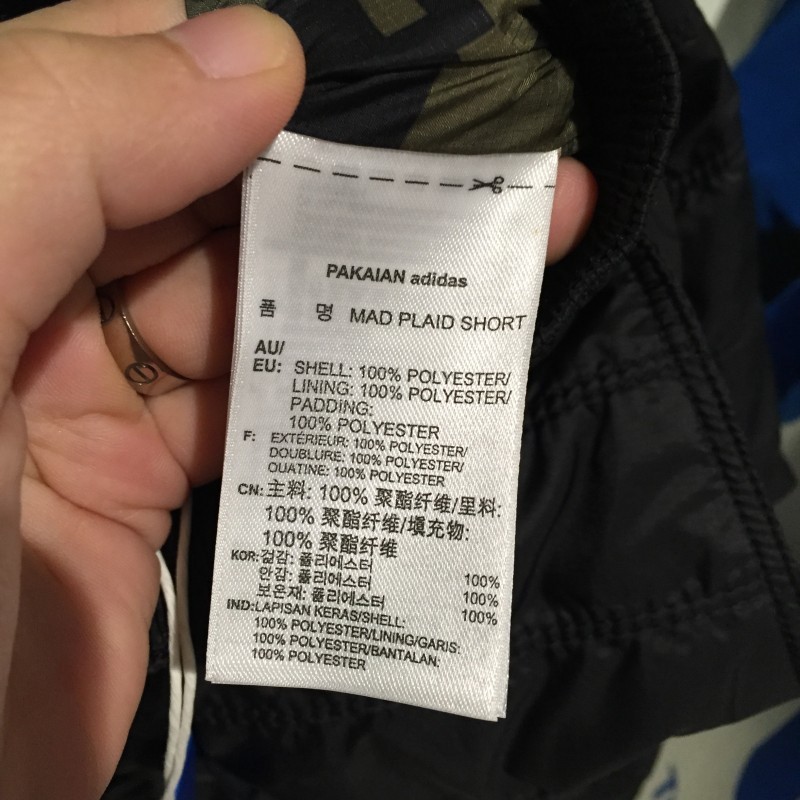 PAKAIAN adidas
품 명 MAD PLAID SHORT
AU/
EU: SHELL: 100% POLYESTER/
LINING: 100% POLYESTER/
PADDING:
100% POLYESTER
F: EXTÉRIEUR: 100% POLYESTER/
DOUBLURE: 100% POLYESTER/
OUATINE: 100% POLYESTER
CN: 主料: 100% 聚酯纤维/里料:
100% 聚酯纤维/填充物:
100% 聚酯纤维
KOR: 겉감: 폴리에스터 100%
안감: 폴리에스터 100%
보온재: 폴리에스터 100%
IND: LAPISAN KERAS/SHELL:
100% POLYESTER/LINING/GARIS:
100% POLYESTER/BANTALAN:
100% POLYESTER